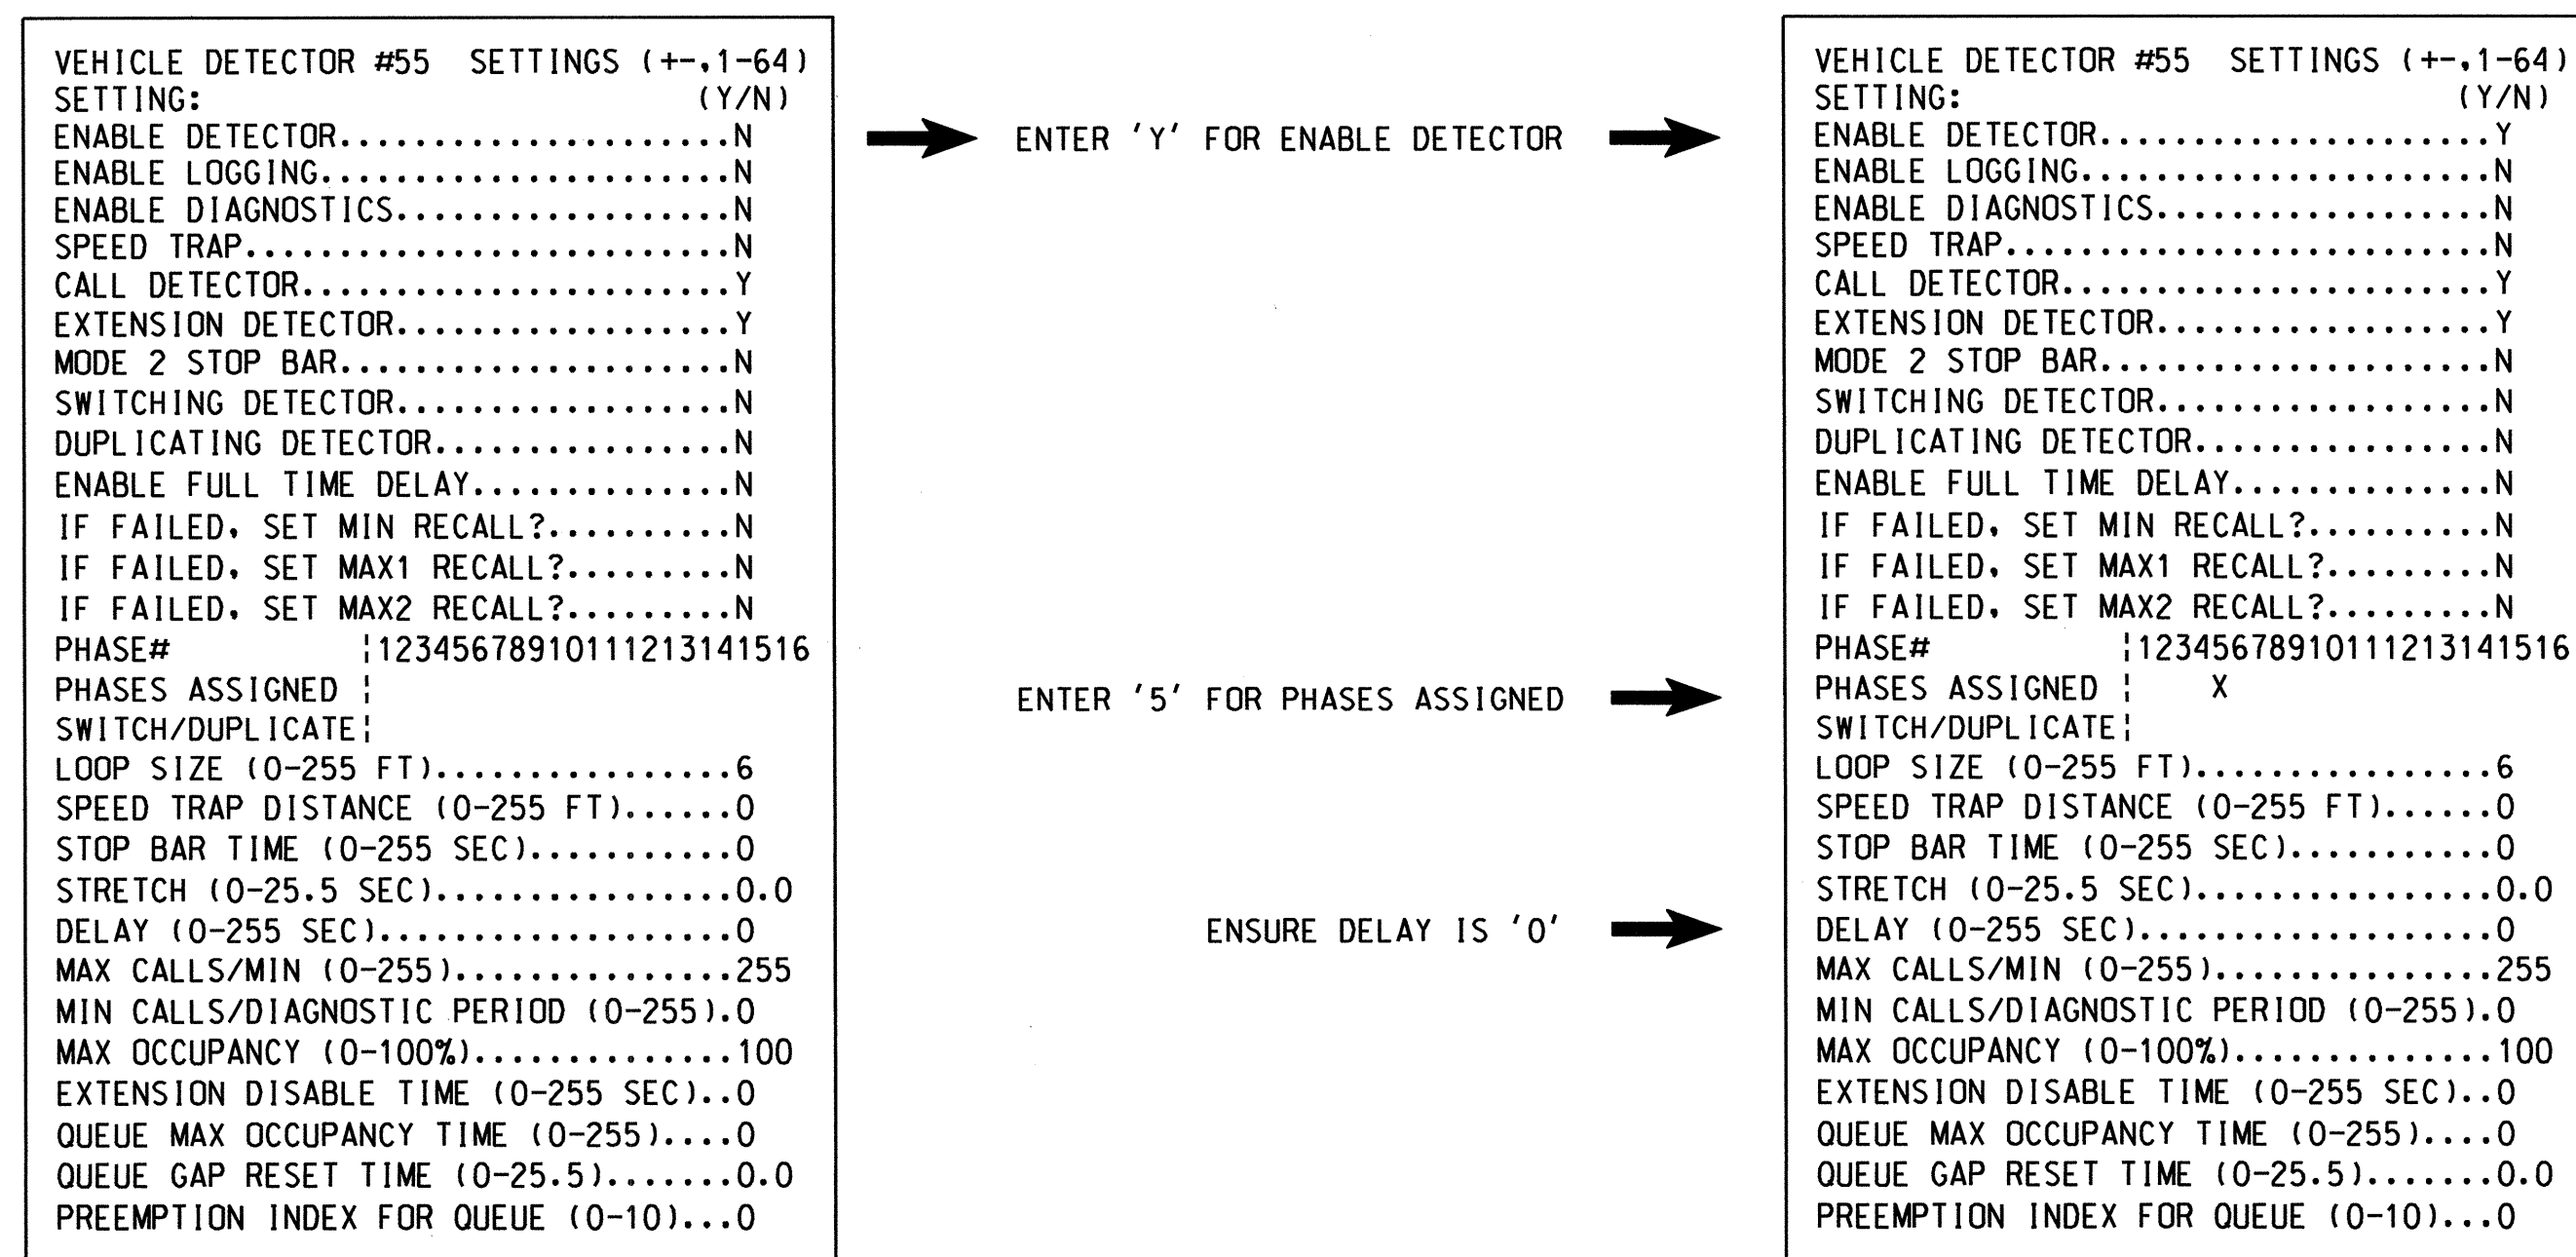 VEHICLE DETECTOR #55  SETTINGS (+-,1-64)
SETTING:                          (Y/N)
ENABLE DETECTOR.....................N
ENABLE LOGGING......................N
ENABLE DIAGNOSTICS..................N
SPEED TRAP..........................N
CALL DETECTOR.......................Y
EXTENSION DETECTOR..................Y
MODE 2 STOP BAR.....................N
SWITCHING DETECTOR..................N
DUPLICATING DETECTOR................N
ENABLE FULL TIME DELAY..............N
IF FAILED, SET MIN RECALL?..........N
IF FAILED, SET MAX1 RECALL?.........N
IF FAILED, SET MAX2 RECALL?.........N
PHASE#          ¦12345678910111213141516
PHASES ASSIGNED ¦
SWITCH/DUPLICATE¦
LOOP SIZE (0-255 FT)................6
SPEED TRAP DISTANCE (0-255 FT)......0
STOP BAR TIME (0-255 SEC)...........0
STRETCH (0-25.5 SEC)................0.0
DELAY (0-255 SEC)...................0
MAX CALLS/MIN (0-255)...............255
MIN CALLS/DIAGNOSTIC PERIOD (0-255).0
MAX OCCUPANCY (0-100%)..............100
EXTENSION DISABLE TIME (0-255 SEC)..0
QUEUE MAX OCCUPANCY TIME (0-255)....0
QUEUE GAP RESET TIME (0-25.5).......0.0
PREEMPTION INDEX FOR QUEUE (0-10)...0
ENTER 'Y' FOR ENABLE DETECTOR
ENTER '5' FOR PHASES ASSIGNED
ENSURE DELAY IS '0'
VEHICLE DETECTOR #55  SETTINGS (+-,1-64)
SETTING:                          (Y/N)
ENABLE DETECTOR.....................Y
ENABLE LOGGING......................N
ENABLE DIAGNOSTICS..................N
SPEED TRAP..........................N
CALL DETECTOR.......................Y
EXTENSION DETECTOR..................Y
MODE 2 STOP BAR.....................N
SWITCHING DETECTOR..................N
DUPLICATING DETECTOR................N
ENABLE FULL TIME DELAY..............N
IF FAILED, SET MIN RECALL?..........N
IF FAILED, SET MAX1 RECALL?.........N
IF FAILED, SET MAX2 RECALL?.........N
PHASE#          ¦12345678910111213141516
PHASES ASSIGNED ¦    X
SWITCH/DUPLICATE¦
LOOP SIZE (0-255 FT)................6
SPEED TRAP DISTANCE (0-255 FT)......0
STOP BAR TIME (0-255 SEC)...........0
STRETCH (0-25.5 SEC)................0.0
DELAY (0-255 SEC)...................0
MAX CALLS/MIN (0-255)...............255
MIN CALLS/DIAGNOSTIC PERIOD (0-255).0
MAX OCCUPANCY (0-100%)..............100
EXTENSION DISABLE TIME (0-255 SEC)..0
QUEUE MAX OCCUPANCY TIME (0-255)....0
QUEUE GAP RESET TIME (0-25.5).......0.0
PREEMPTION INDEX FOR QUEUE (0-10)...0